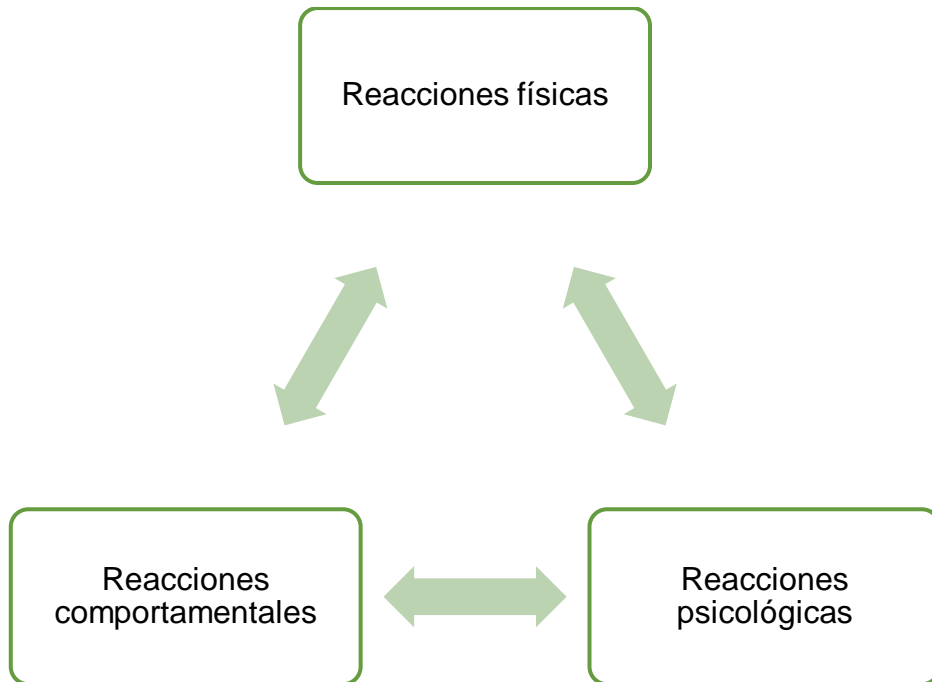 Reacciones físicas
Reacciones
comportamentales
Reacciones
psicológicas